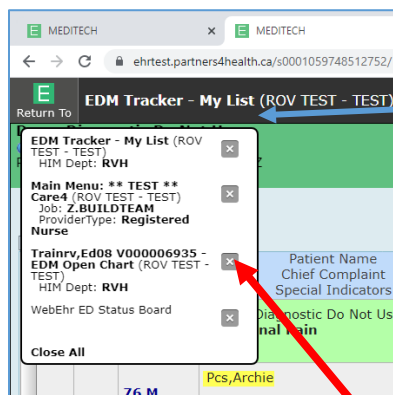 MEDITECH
MEDITECH
ehrtest.partners4health.ca/s0001059748512752/
Return To
EDM Tracker - My List (ROV TEST - TEST)
EDM Tracker - My List (ROV
TEST - TEST)
HIM Dept: RVH
Main Menu: ** TEST **
Care4 (ROV TEST - TEST)
Job: Z.BUILDTEAM
ProviderType: Registered
Nurse
Trainrv,Ed08 V000006935 -
EDM Open Chart (ROV TEST -
TEST)
HIM Dept: RVH
WebEhr ED Status Board
Close All
Patient Name
Chief Complaint
Special Indicators
Diagnostic Do Not Us
Pcs,Archie
76 M